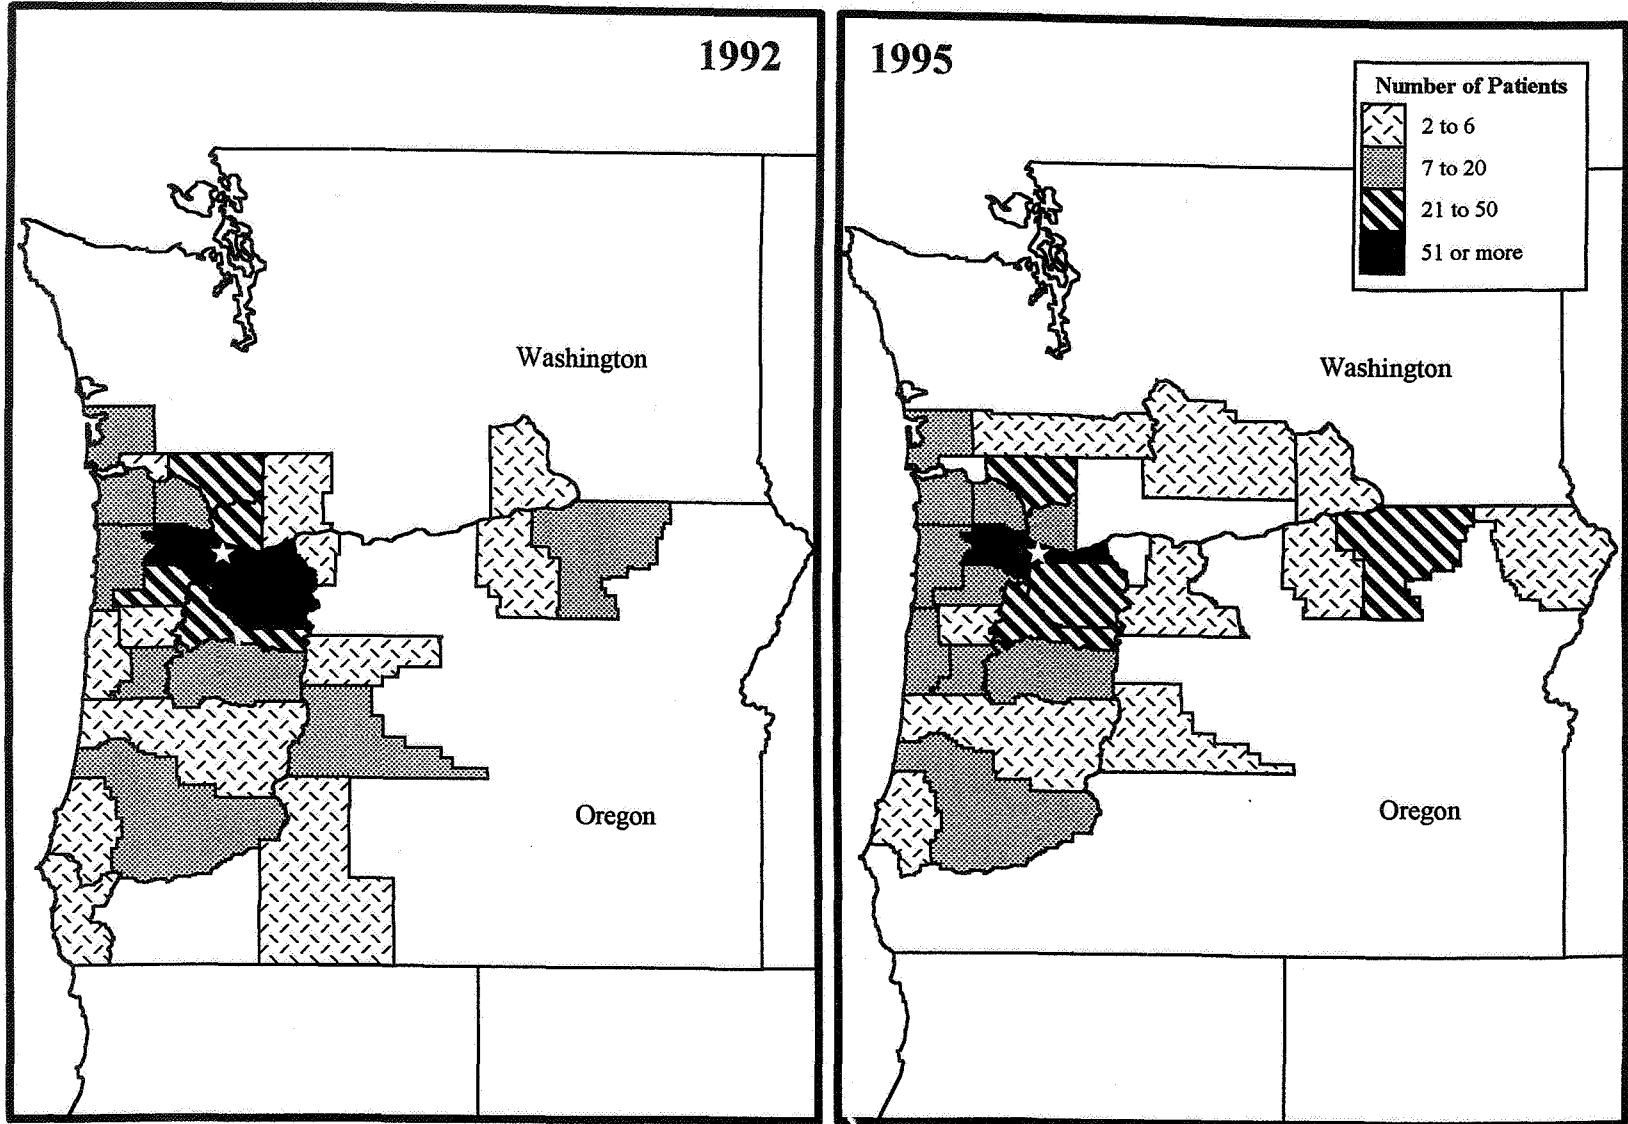 1992
1995
Number of Patients
2 to 6
7 to 20
21 to 50
51 or more
Washington
Washington
Oregon
Oregon